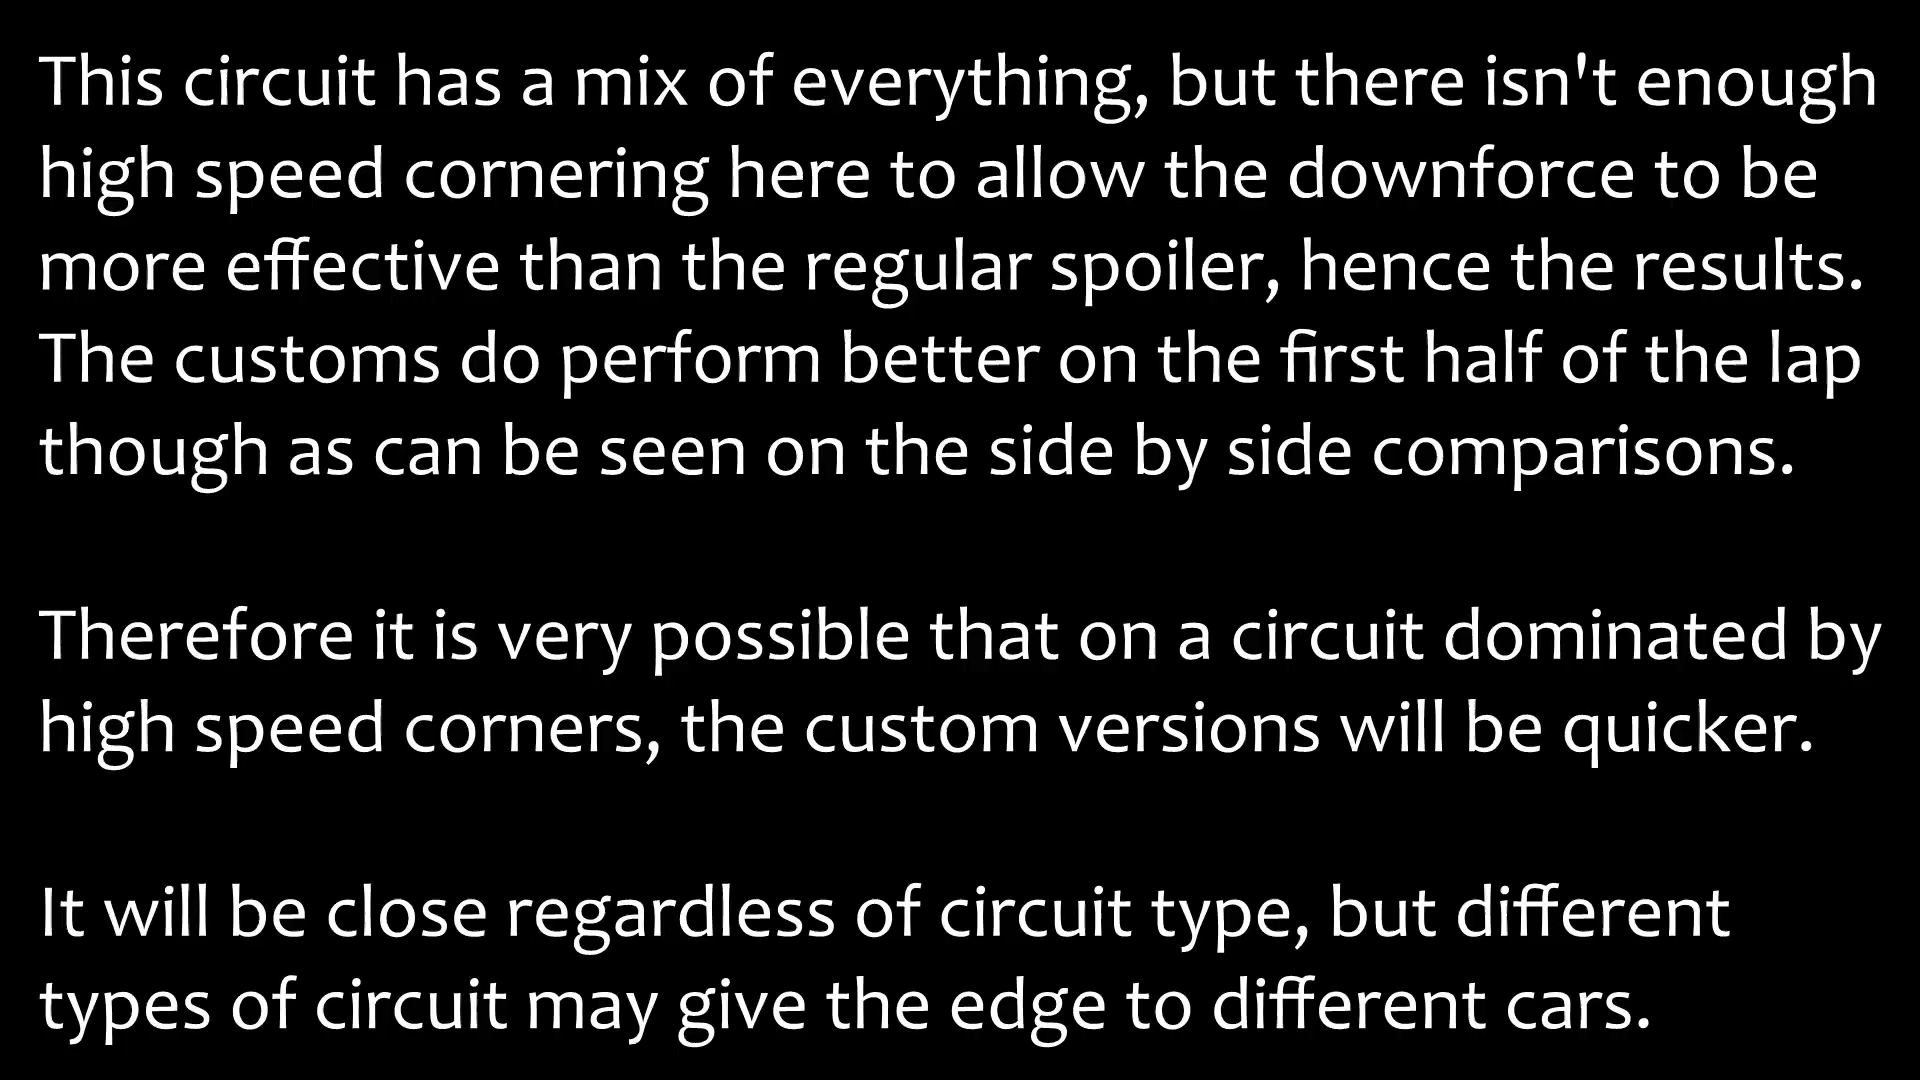 This circuit has a mix of everything, but there isn't enough
high speed cornering here to allow the downforce to be
more effective than the regular spoiler, hence the results.
The customs do perform better on the first half of the lap
though as can be seen on the side by side comparisons.
Therefore it is very possible that on a circuit dominated by
high speed corners, the custom versions will be quicker.
It will be close regardless of circuit type, but different
types of circuit may give the edge to different cars.